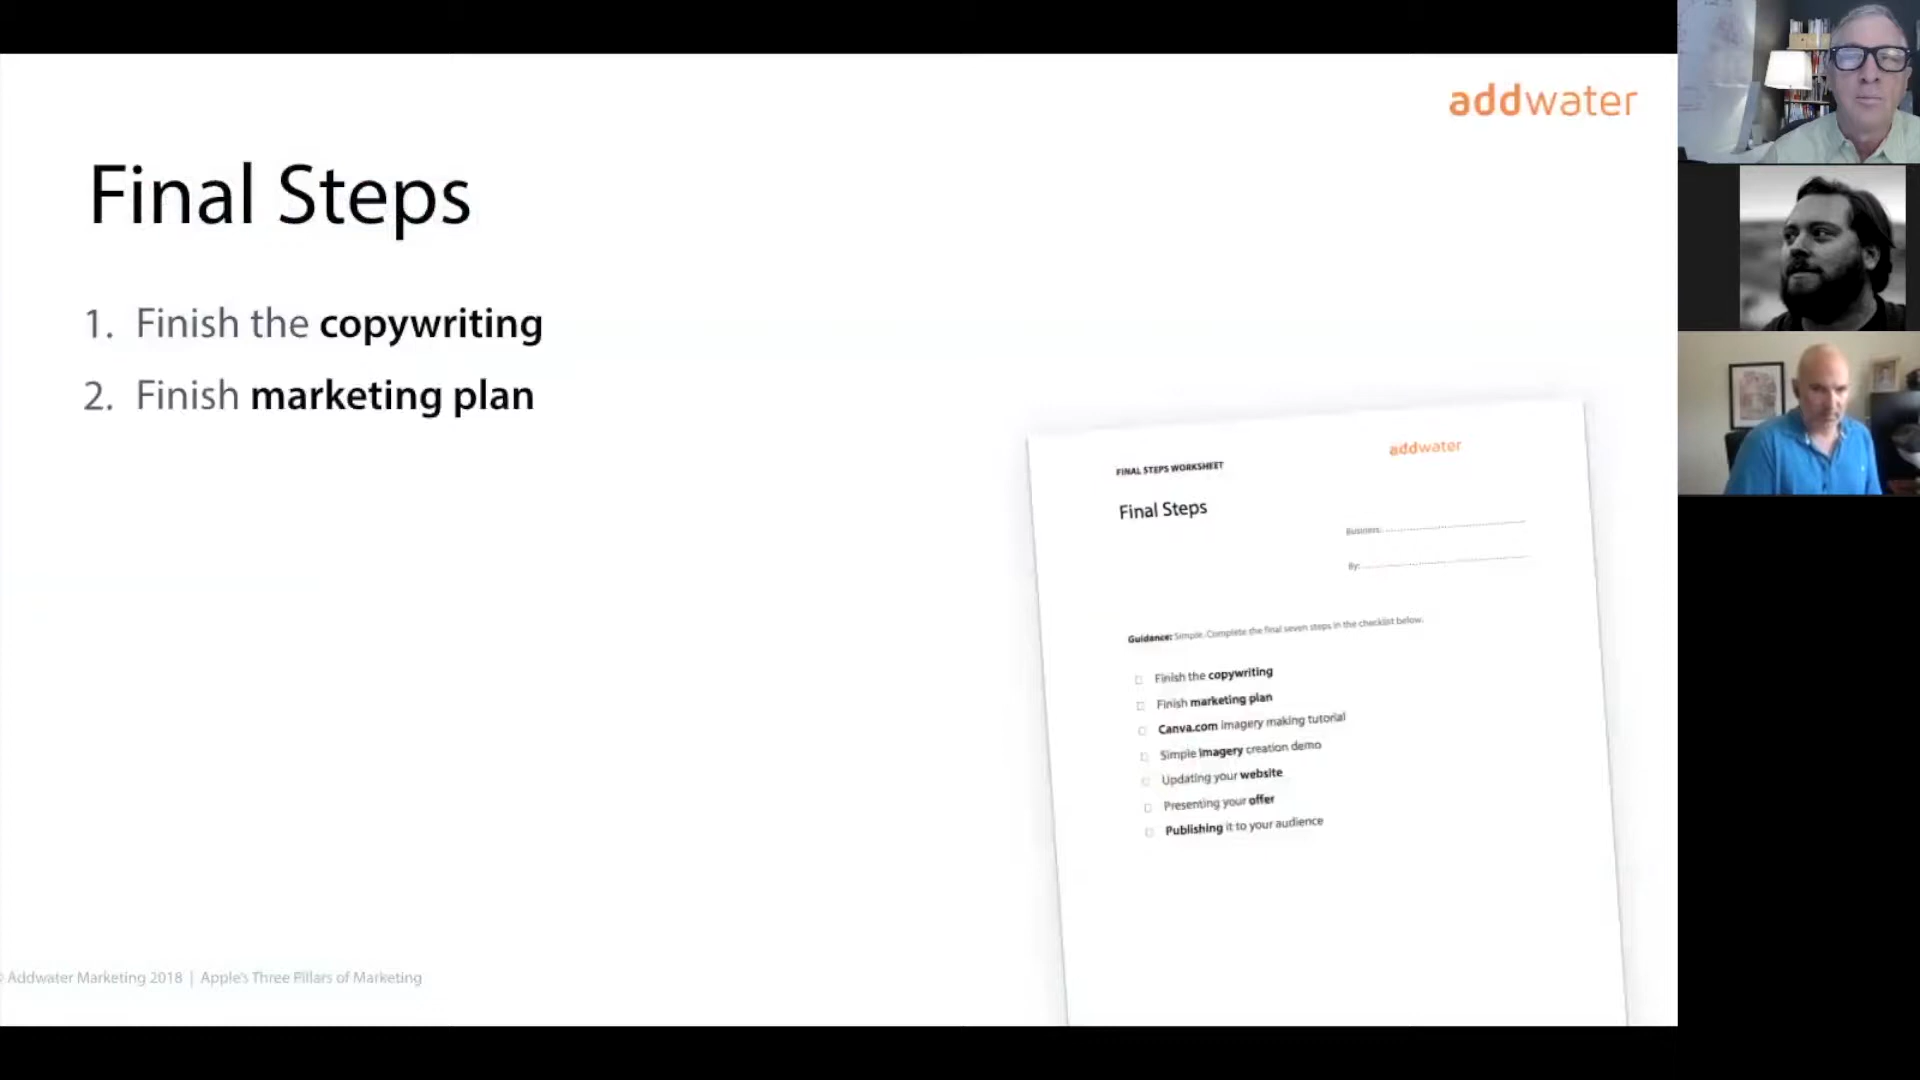 addwater
Final Steps
1. Finish the copywriting
2. Finish marketing plan
addwater
FINAL STEPS WORKSHEET
Final Steps
Business:
By:
Guidance: Simple. Complete the final seven steps in the checklist below.
Finish the copywriting
Finish marketing plan
Canva.com imagery making tutorial
Simple imagery creation demo
Updating your website
Presenting your offer
Publishing it to your audience
© Addwater Marketing 2018 | Apple's Three Pillars of Marketing